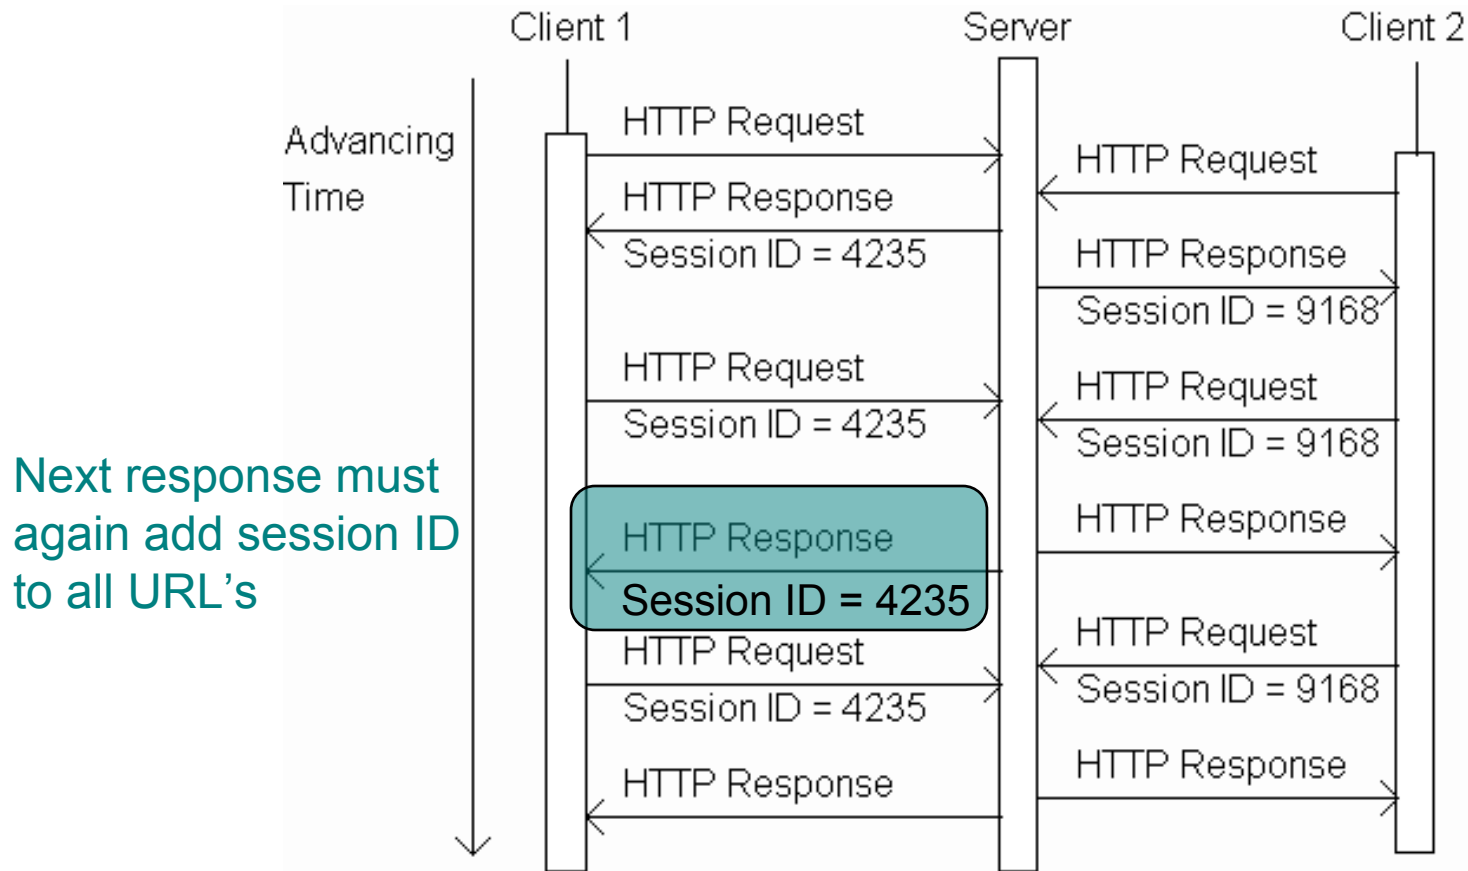 Client 1
Server
Client 2
Advancing
Time
HTTP Request
HTTP Request
HTTP Response
Session ID = 4235
HTTP Response
Session ID = 9168
HTTP Request
Session ID = 4235
HTTP Request
Session ID = 9168
Next response must
again add session ID
to all URL’s
HTTP Response
Session ID = 4235
HTTP Response
HTTP Request
Session ID = 4235
HTTP Request
Session ID = 9168
HTTP Response
HTTP Response